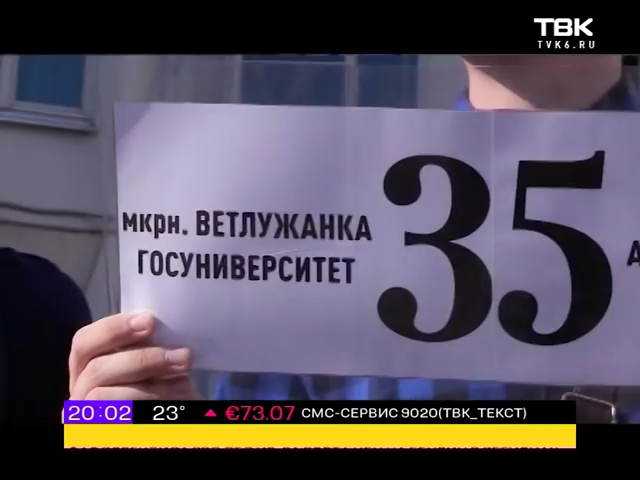 ТВК
TVK6.RU
мкрн. ВЕТЛУЖАНКА
ГОСУНИВЕРСИТЕТ
35
А
20:02 23° ▲ €73.07 СМС-СЕРВИС 9020(ТВК_ТЕКСТ)